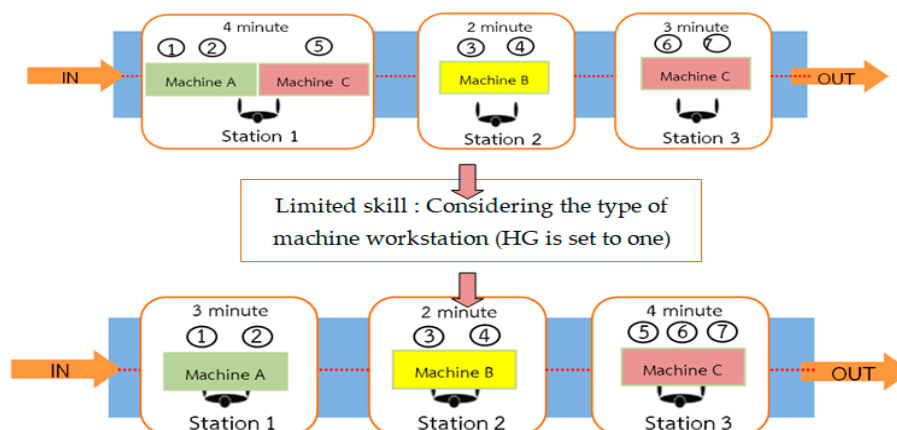 4 minute 2 minute 3 minute
① ② ⑤ ③ ④ ⑥ ⑦
IN Machine A Machine C Machine B Machine C OUT
Station 1 Station 2 Station 3
Limited skill : Considering the type of
machine workstation (HG is set to one)
3 minute 2 minute 4 minute
① ② ③ ④ ⑤ ⑥ ⑦
IN Machine A Machine B Machine C OUT
Station 1 Station 2 Station 3